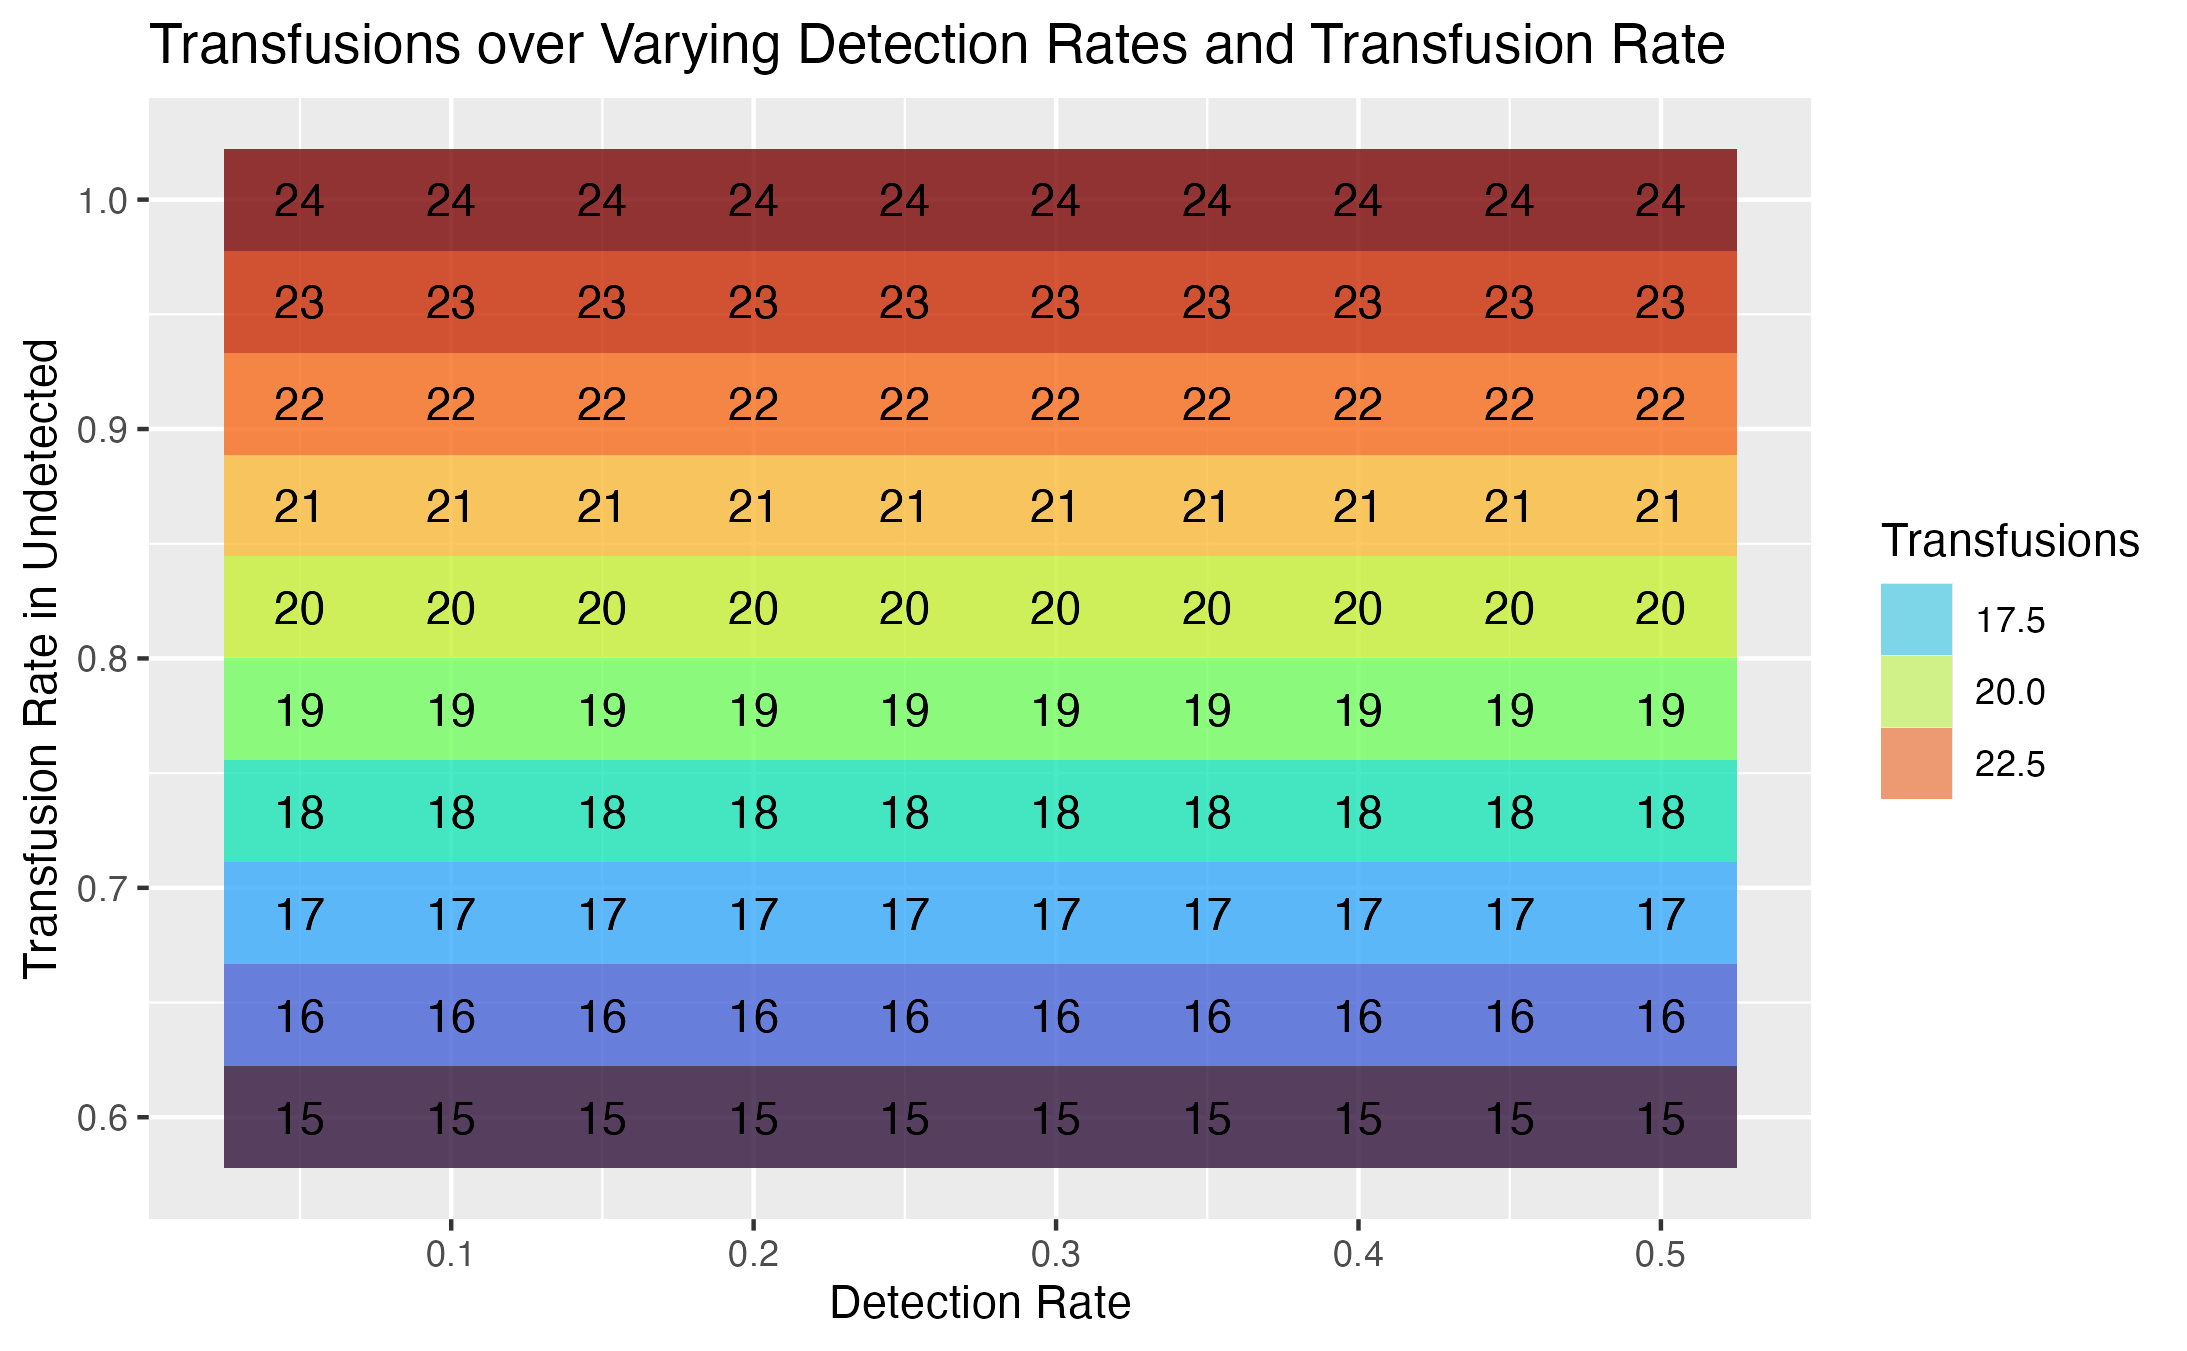 Transfusions over Varying Detection Rates and Transfusion Rate
Transfusion Rate in Undetected
1.0
0.9
0.8
0.7
0.6
24 24 24 24 24 24 24 24 24 24
23 23 23 23 23 23 23 23 23 23
22 22 22 22 22 22 22 22 22 22
21 21 21 21 21 21 21 21 21 21
20 20 20 20 20 20 20 20 20 20
19 19 19 19 19 19 19 19 19 19
18 18 18 18 18 18 18 18 18 18
17 17 17 17 17 17 17 17 17 17
16 16 16 16 16 16 16 16 16 16
15 15 15 15 15 15 15 15 15 15
0.1 0.2 0.3 0.4 0.5
Detection Rate
Transfusions
17.5
20.0
22.5